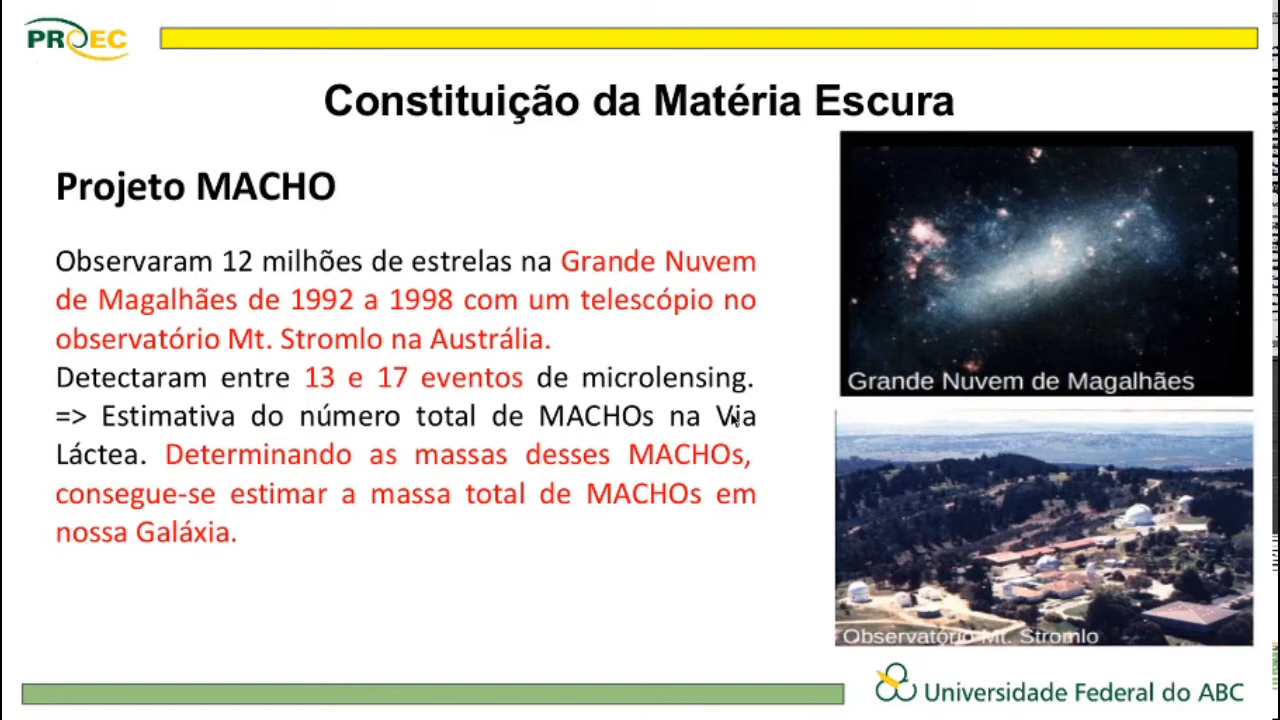 PROEC
Constituição da Matéria Escura
Projeto MACHO
Observaram 12 milhões de estrelas na Grande Nuvem
de Magalhães de 1992 a 1998 com um telescópio no
observatório Mt. Stromlo na Austrália.
Detectaram entre 13 e 17 eventos de microlensing.
=> Estimativa do número total de MACHOs na Via
Láctea. Determinando as massas desses MACHOs,
consegue-se estimar a massa total de MACHOs em
nossa Galáxia.
Grande Nuvem de Magalhães
Observatório Mt. Stromlo
Universidade Federal do ABC